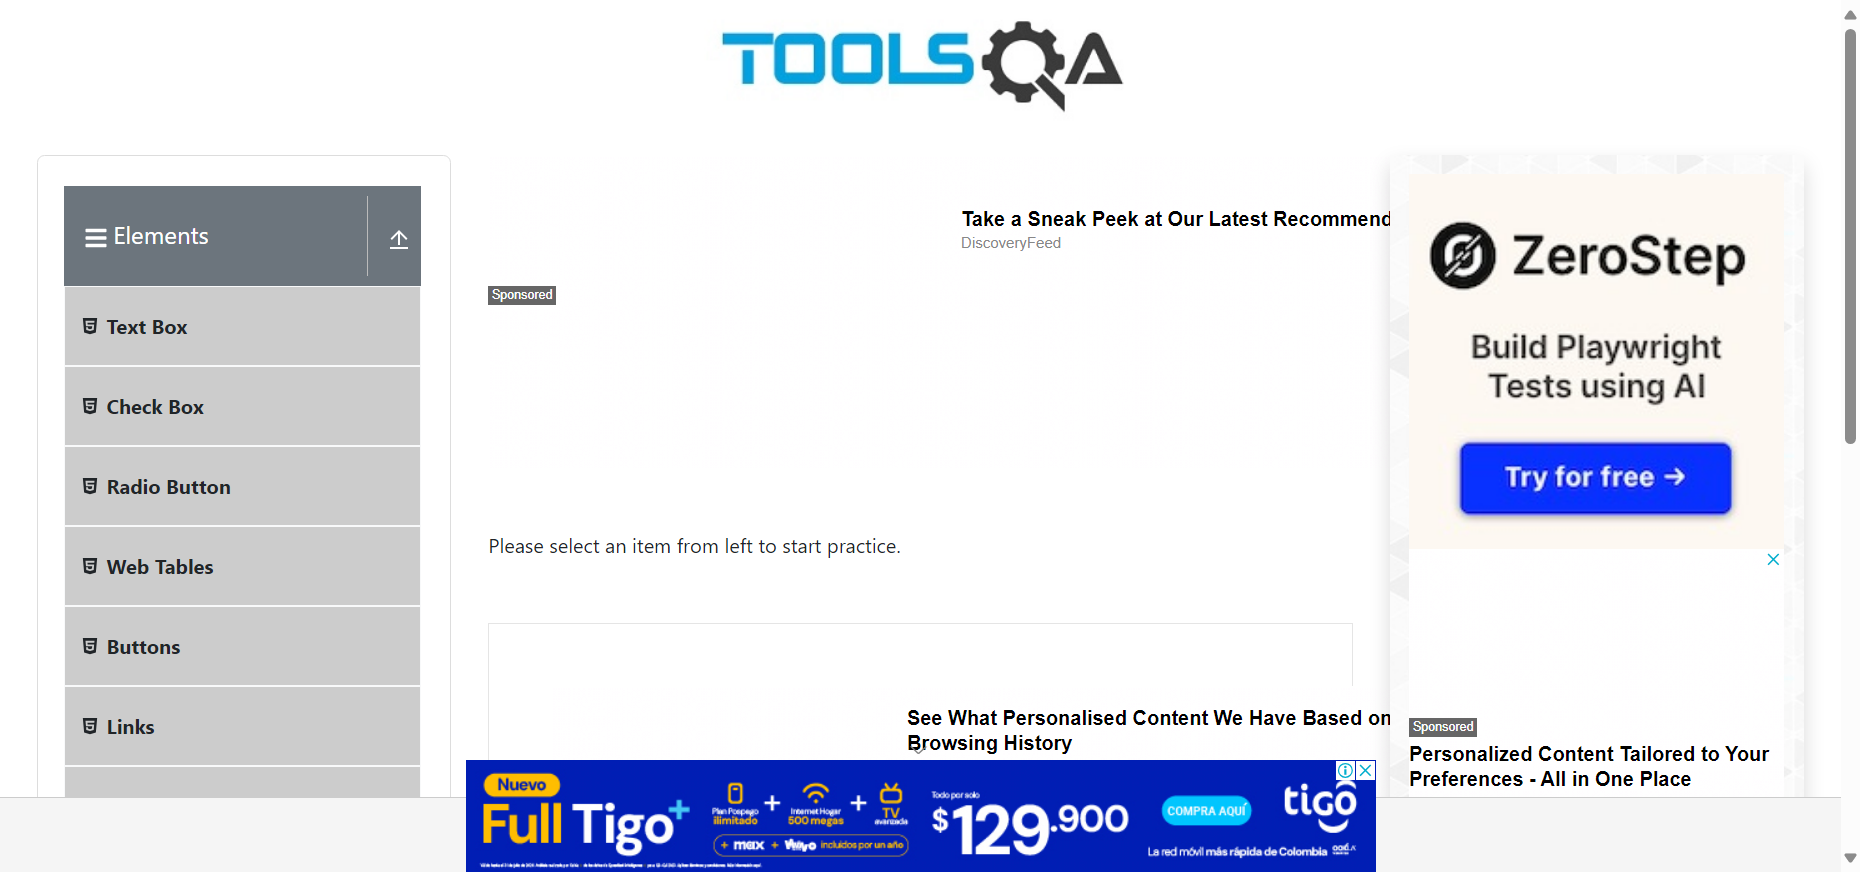 TOOLSQA
Elements
Text Box
Check Box
Radio Button
Web Tables
Buttons
Links
Take a Sneak Peek at Our Latest Recommend
DiscoveryFeed
Sponsored
Please select an item from left to start practice.
See What Personalised Content We Have Based on
Browsing History
ZeroStep
Build Playwright
Tests using AI
Try for free →
Sponsored
Personalized Content Tailored to Your
Preferences - All in One Place
Nuevo
Full Tigo+
Plan Pospago
ilimitado
+
Internet Hogar
500 megas
+
TV
avanzada
+ max + incluidos por un año
Todo por solo
$129.900
COMPRA AQUÍ
tigo
La red móvil más rápida de Colombia